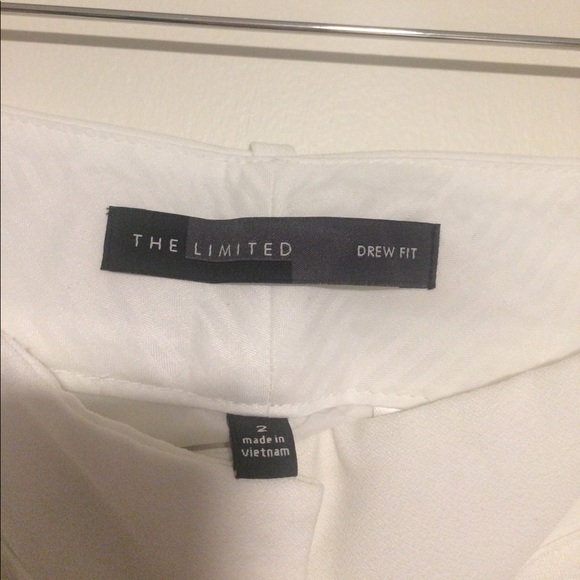 THE LIMITED DREW FIT
2
made in
vietnam